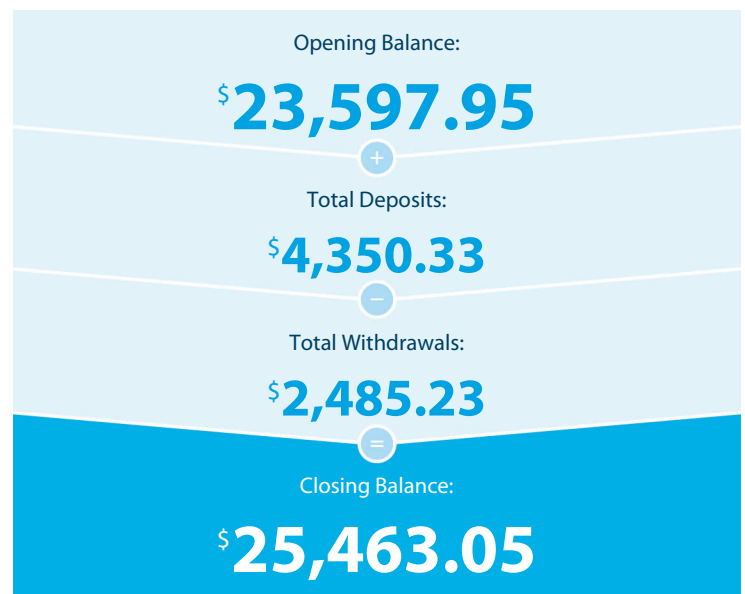 Opening Balance:
$23,597.95
+
Total Deposits:
$4,350.33
−
Total Withdrawals:
$2,485.23
=
Closing Balance:
$25,463.05